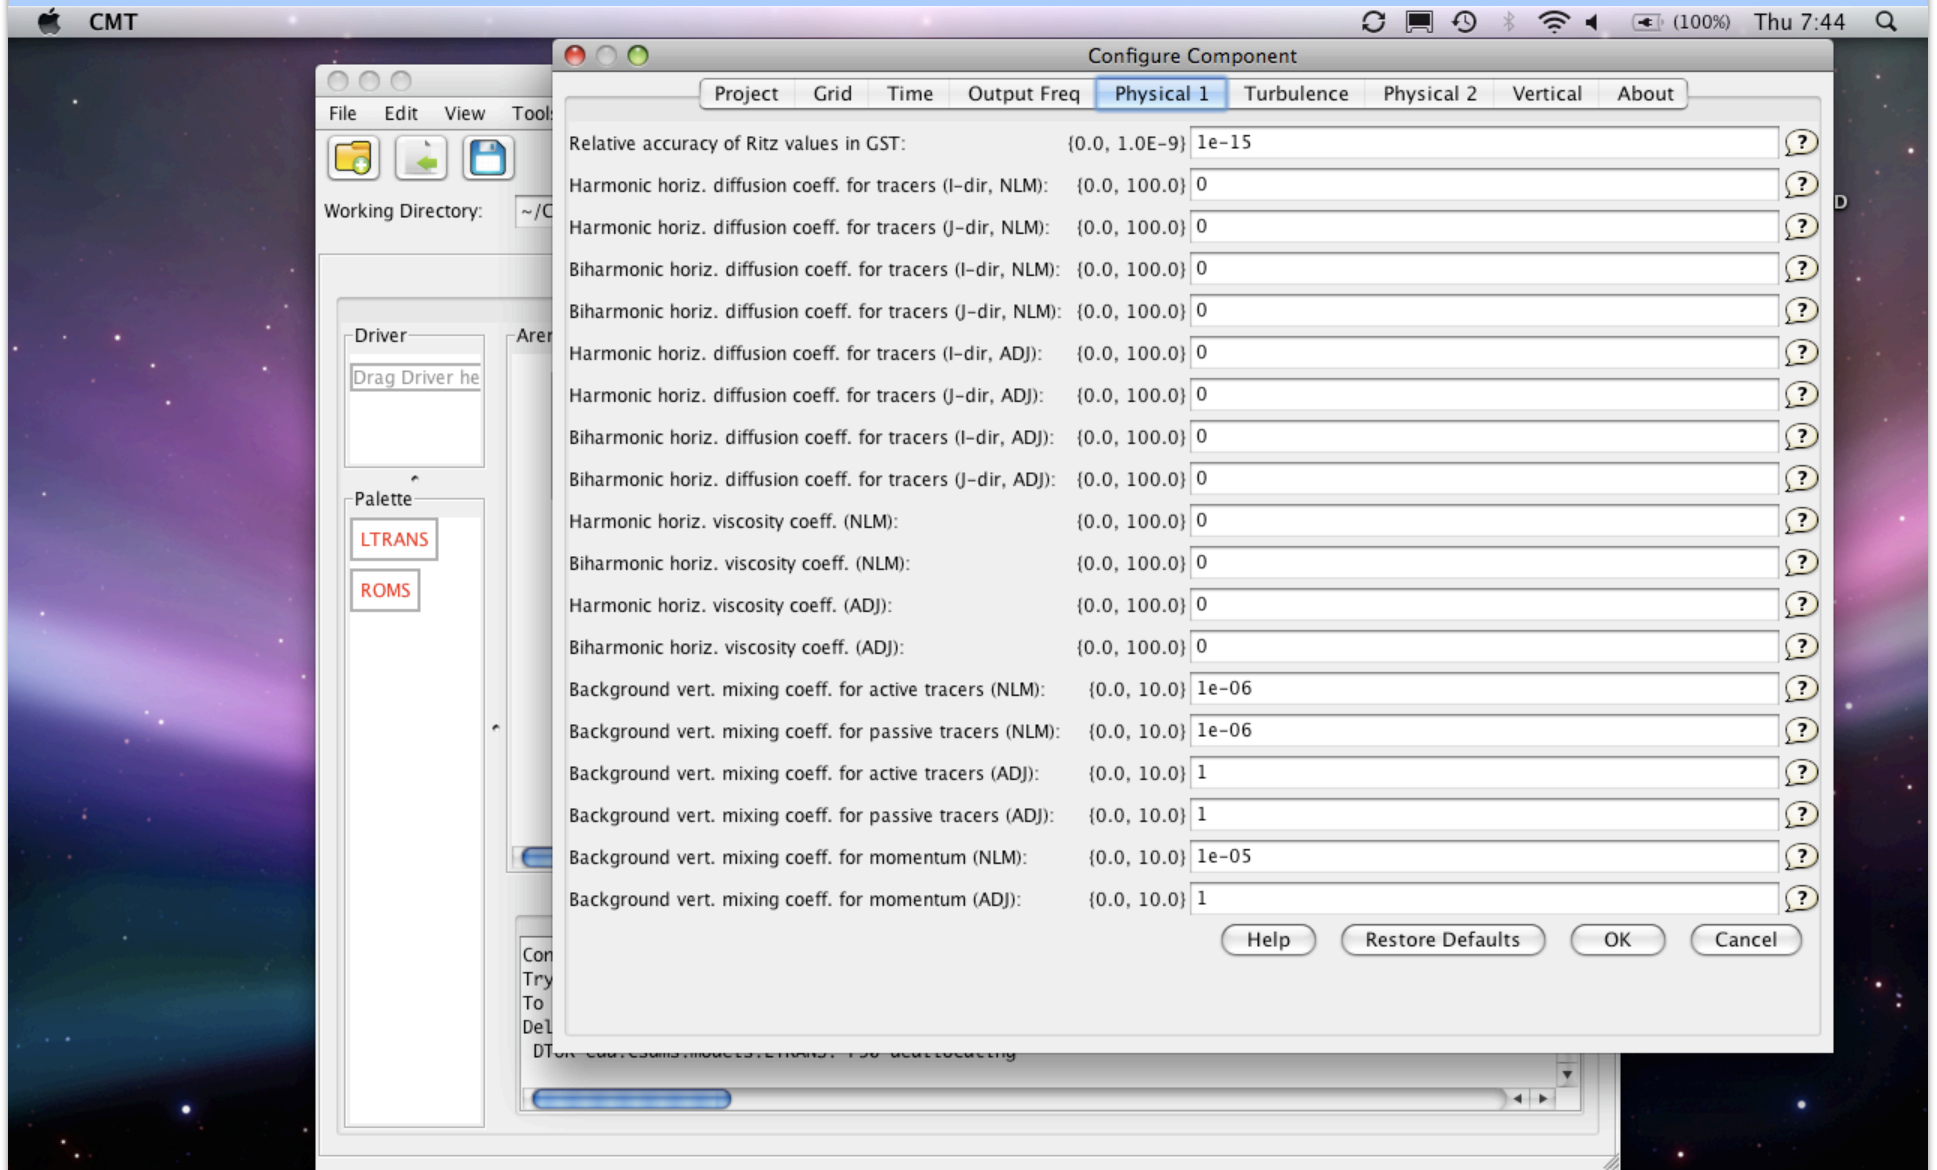 CMT
(100%) Thu 7:44
Configure Component
Project Grid Time Output Freq Physical 1 Turbulence Physical 2 Vertical About
File Edit View Tools
Working Directory: ~/C
D
Driver
Drag Driver he
Aren
Palette
LTRANS
ROMS
Relative accuracy of Ritz values in GST: {0.0, 1.0E-9} 1e-15 ?
Harmonic horiz. diffusion coeff. for tracers (I-dir, NLM): {0.0, 100.0} 0 ?
Harmonic horiz. diffusion coeff. for tracers (J-dir, NLM): {0.0, 100.0} 0 ?
Biharmonic horiz. diffusion coeff. for tracers (I-dir, NLM): {0.0, 100.0} 0 ?
Biharmonic horiz. diffusion coeff. for tracers (J-dir, NLM): {0.0, 100.0} 0 ?
Harmonic horiz. diffusion coeff. for tracers (I-dir, ADJ): {0.0, 100.0} 0 ?
Harmonic horiz. diffusion coeff. for tracers (J-dir, ADJ): {0.0, 100.0} 0 ?
Biharmonic horiz. diffusion coeff. for tracers (I-dir, ADJ): {0.0, 100.0} 0 ?
Biharmonic horiz. diffusion coeff. for tracers (J-dir, ADJ): {0.0, 100.0} 0 ?
Harmonic horiz. viscosity coeff. (NLM): {0.0, 100.0} 0 ?
Biharmonic horiz. viscosity coeff. (NLM): {0.0, 100.0} 0 ?
Harmonic horiz. viscosity coeff. (ADJ): {0.0, 100.0} 0 ?
Biharmonic horiz. viscosity coeff. (ADJ): {0.0, 100.0} 0 ?
Background vert. mixing coeff. for active tracers (NLM): {0.0, 10.0} 1e-06 ?
Background vert. mixing coeff. for passive tracers (NLM): {0.0, 10.0} 1e-06 ?
Background vert. mixing coeff. for active tracers (ADJ): {0.0, 10.0} 1 ?
Background vert. mixing coeff. for passive tracers (ADJ): {0.0, 10.0} 1 ?
Background vert. mixing coeff. for momentum (NLM): {0.0, 10.0} 1e-05 ?
Background vert. mixing coeff. for momentum (ADJ): {0.0, 10.0} 1 ?
Help Restore Defaults OK Cancel
Con
Try
To
Del